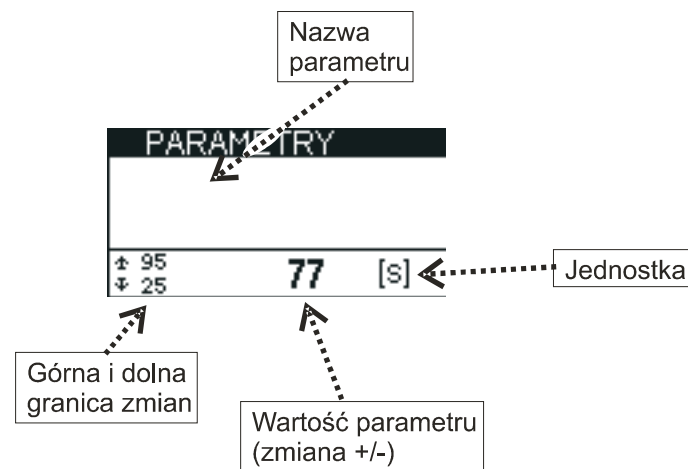 Nazwa
parametru
PARAMETRY
95
25
77
[S]
Jednostka
Górna i dolna
granica zmian
Wartość parametru
(zmiana +/-)